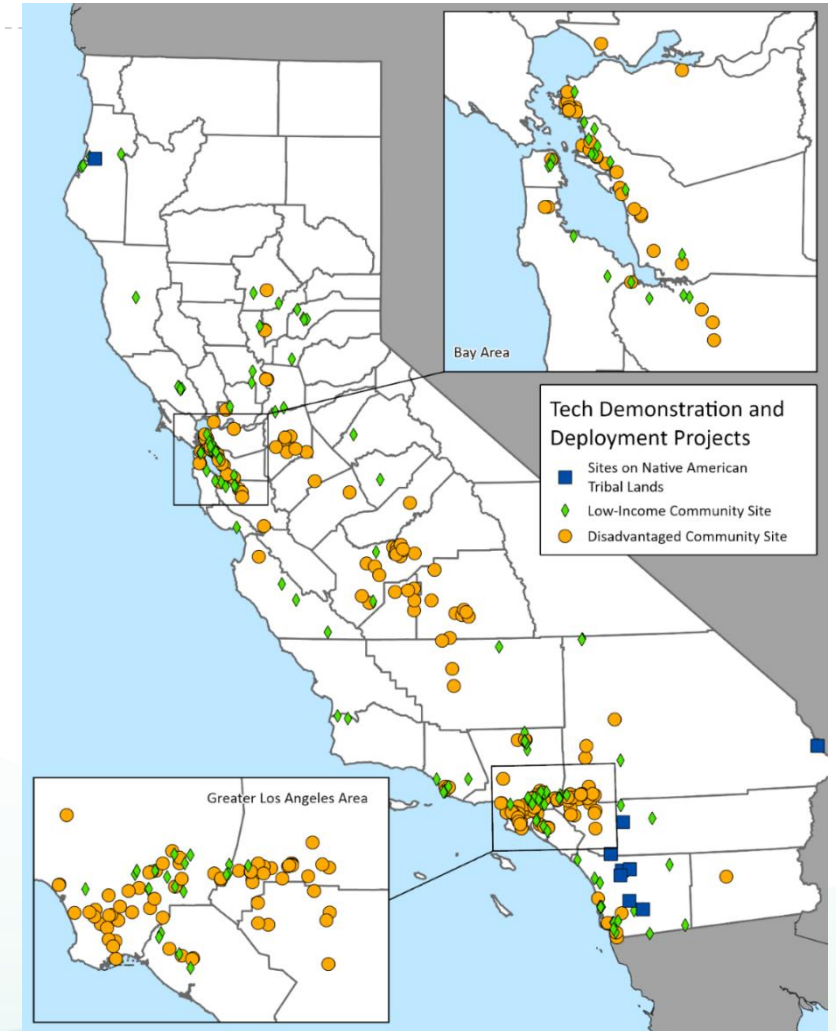 Bay Area
Tech Demonstration and
Deployment Projects
Sites on Native American
Tribal Lands
Low-Income Community Site
Disadvantaged Community Site
Greater Los Angeles Area